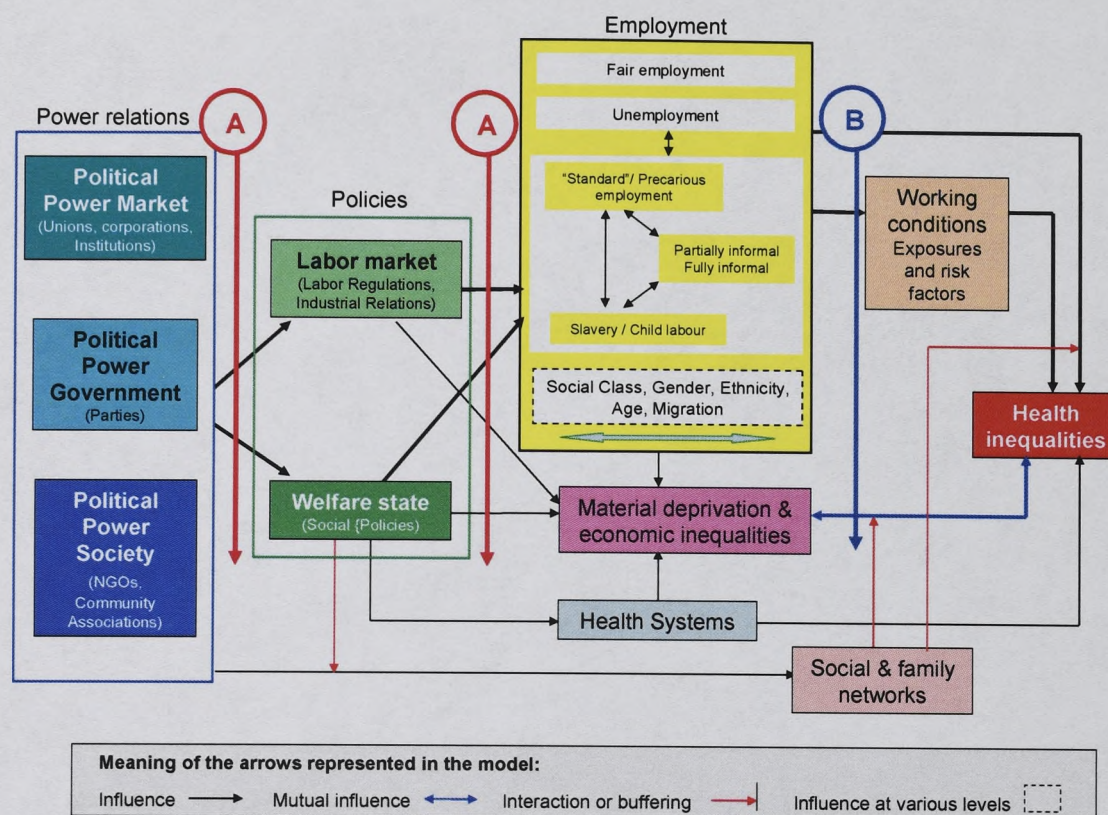 Employment
Fair employment
Unemployment
"Standard"/ Precarious
employment
Partially informal
Fully informal
Slavery / Child labour
Social Class, Gender, Ethnicity,
Age, Migration
Power relations
A
A
B
Political
Power Market
(Unions, corporations,
Institutions)
Political
Power
Government
(Parties)
Political
Power
Society
(NGOs,
Community
Associations)
Policies
Labor market
(Labor Regulations,
Industrial Relations)
Welfare state
(Social {Policies)
Working
conditions
Exposures
and risk
factors
Health
inequalities
Material deprivation &
economic inequalities
Health Systems
Social & family
networks
Meaning of the arrows represented in the model:
Influence
Mutual influence
Interaction or buffering
Influence at various levels